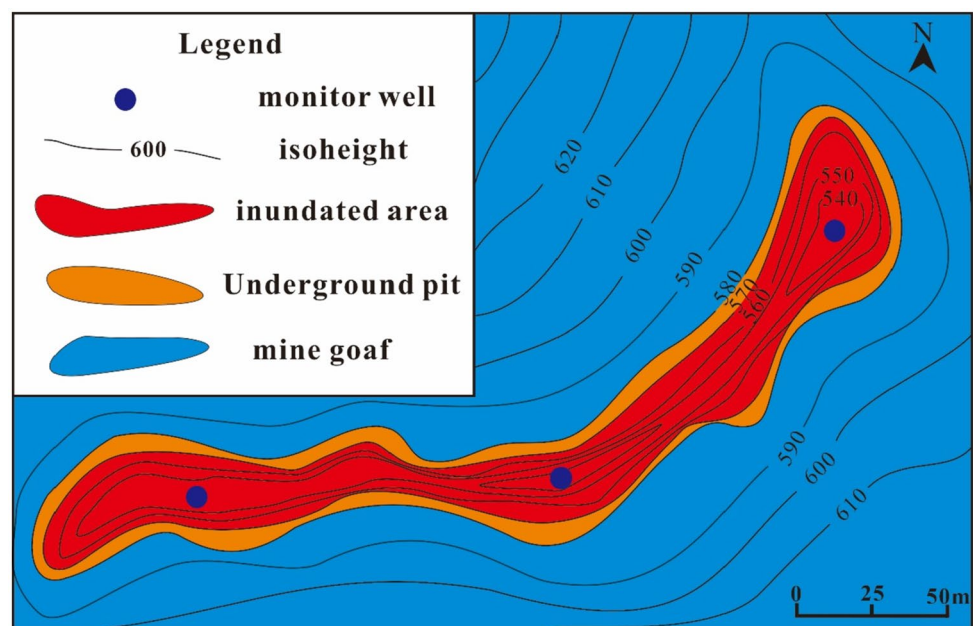 Legend
monitor well
600
isoheight
inundated area
Underground pit
mine goaf
N
620
610
600
590
580
570
560
550
540
590
600
610
0 25 50m